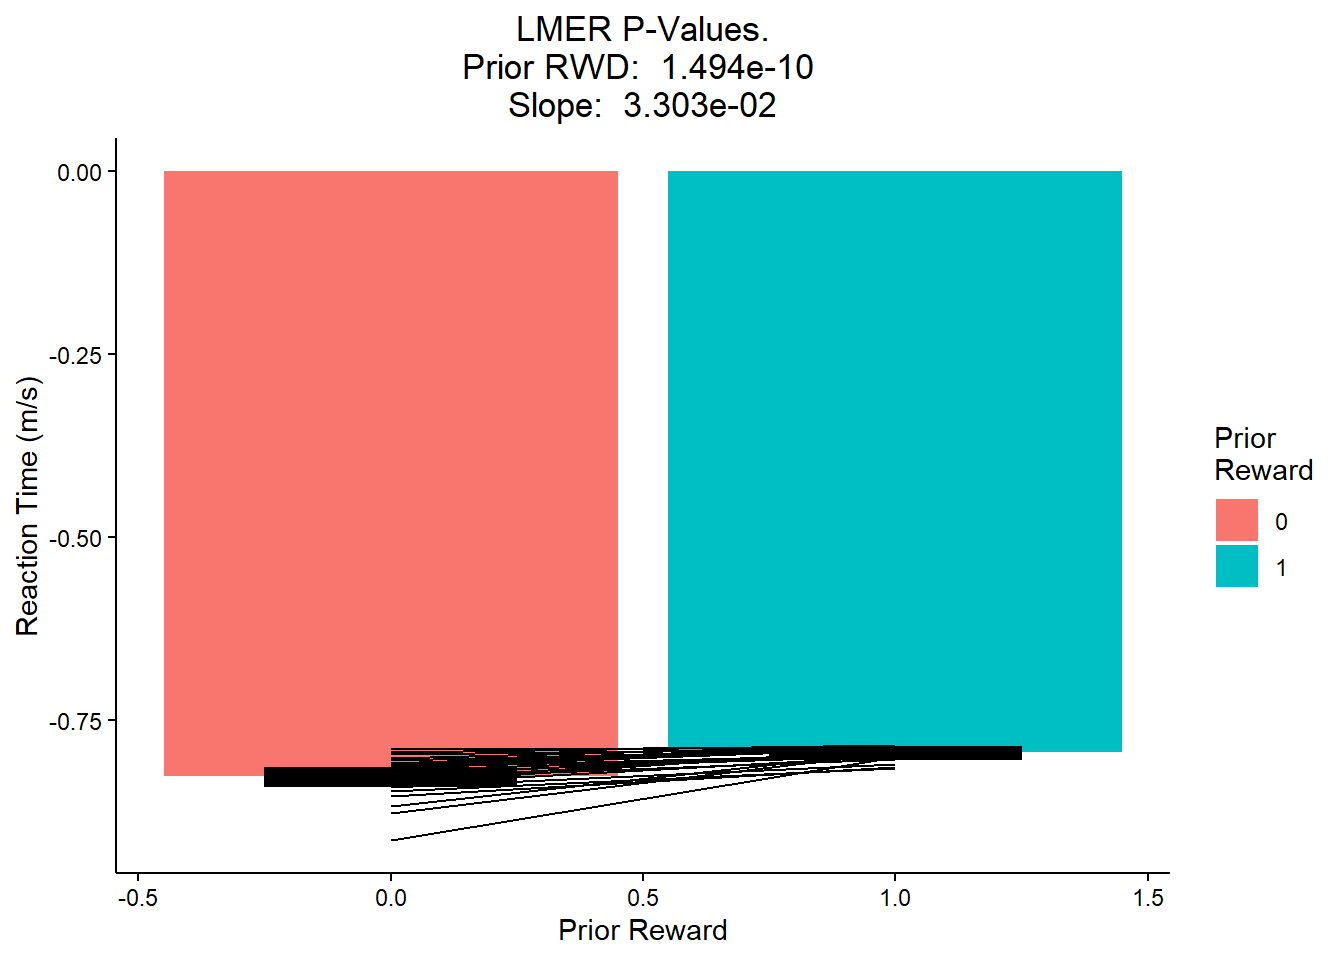 LMER P-Values.
Prior RWD:  1.494e-10
Slope:  3.303e-02
0.00
-0.25
-0.50
-0.75
Reaction Time (m/s)
-0.5
0.0
0.5
1.0
1.5
Prior Reward
Prior
Reward
0
1